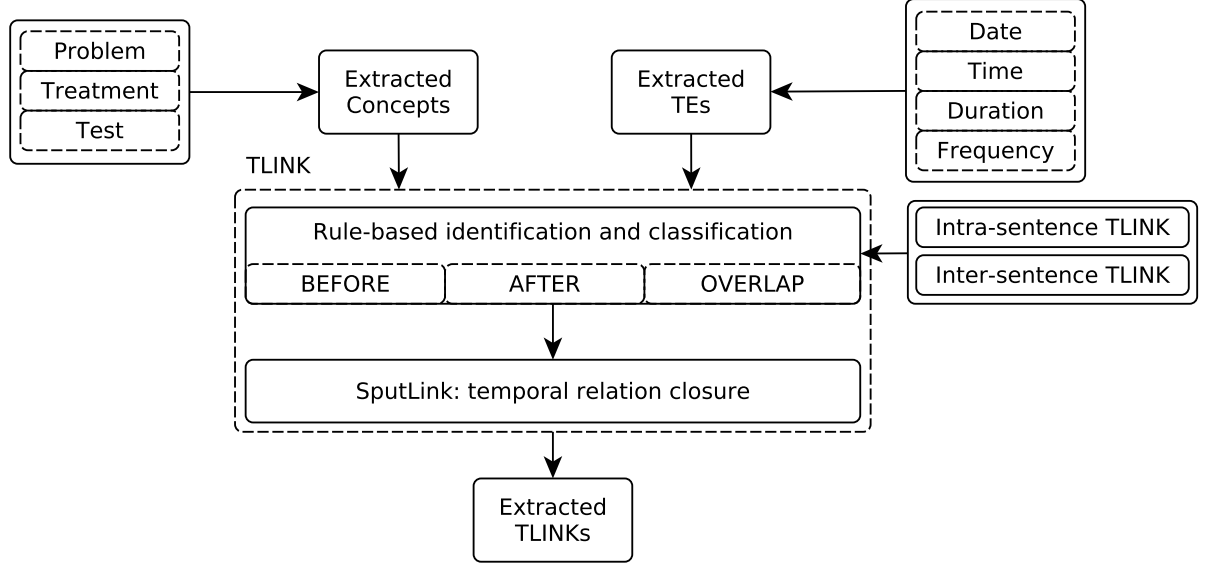 Problem
Treatment
Test
Extracted
Concepts
Extracted
TEs
Date
Time
Duration
Frequency
TLINK
Rule-based identification and classification
BEFORE
AFTER
OVERLAP
Intra-sentence TLINK
Inter-sentence TLINK
SputLink: temporal relation closure
Extracted
TLINKs